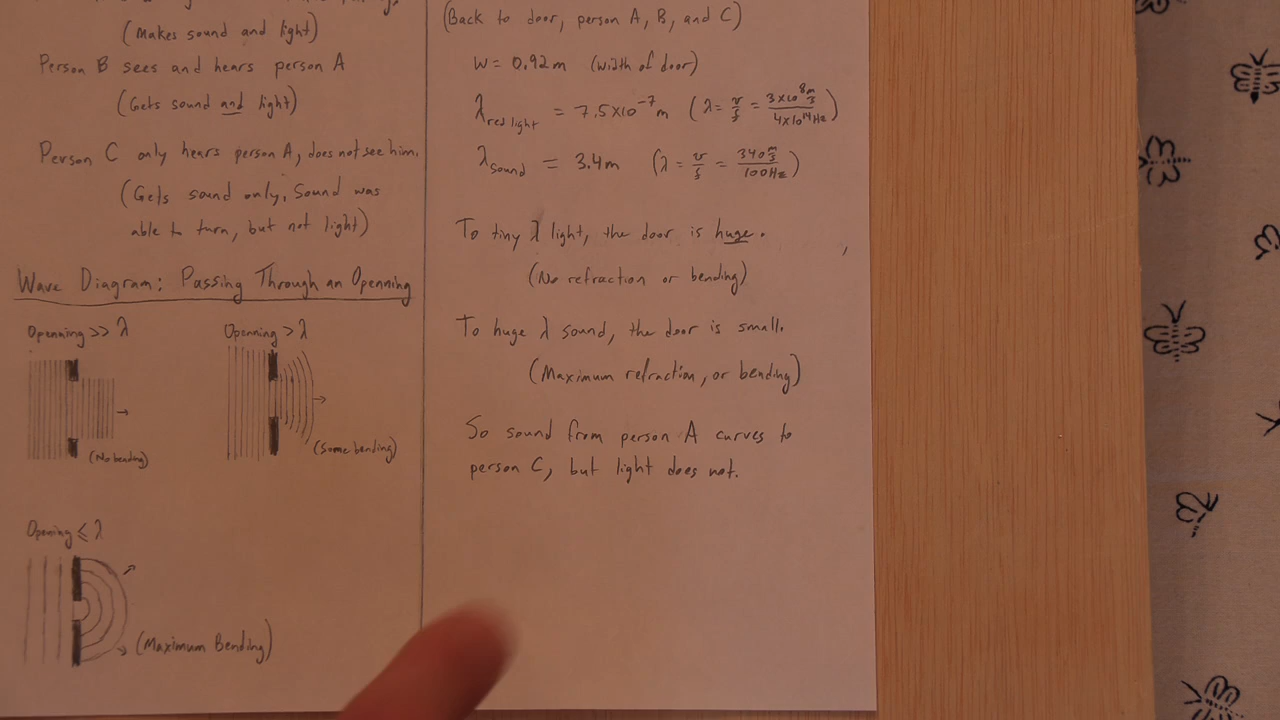 (Makes sound and light)
Person B sees and hears person A
(Gets sound and light)
Person C only hears person A, does not see him.
(Gets sound only, Sound was
able to turn, but not light)
Wave Diagram: Passing Through an Openning
Openning >> λ
Openning > λ
(No bending)
(Some bending)
Opening ≤ λ
(Maximum Bending)
(Back to door, person A, B, and C)
W = 0.92m (width of door)
λ red light = 7.5x10⁻⁷ m (λ = v/f = 3x10⁸ m/s / 4x10¹⁴Hz)
λ sound = 3.4m (λ = v/f = 340 m/s / 100Hz)
To tiny λ light, the door is huge.
(No refraction or bending)
To huge λ sound, the door is small.
(Maximum refraction, or bending)
So sound from person A curves to
person C, but light does not.